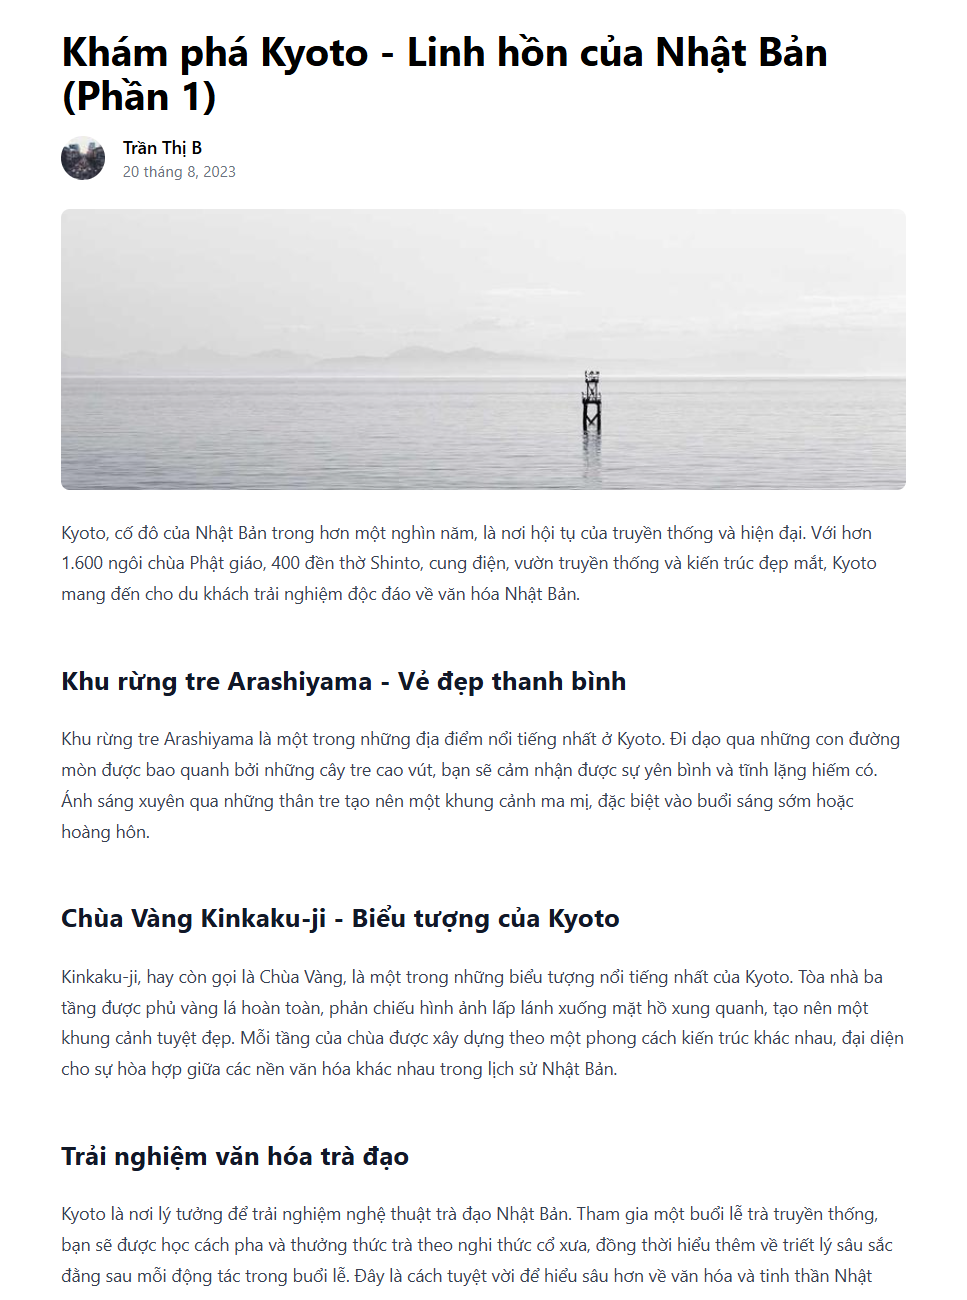 Khám phá Kyoto - Linh hồn của Nhật Bản
(Phần 1)
Trần Thị B
20 tháng 8, 2023
Kyoto, cố đô của Nhật Bản trong hơn một nghìn năm, là nơi hội tụ của truyền thống và hiện đại. Với hơn
1.600 ngôi chùa Phật giáo, 400 đền thờ Shinto, cung điện, vườn truyền thống và kiến trúc đẹp mắt, Kyoto
mang đến cho du khách trải nghiệm độc đáo về văn hóa Nhật Bản.
Khu rừng tre Arashiyama - Vẻ đẹp thanh bình
Khu rừng tre Arashiyama là một trong những địa điểm nổi tiếng nhất ở Kyoto. Đi dạo qua những con đường
mòn được bao quanh bởi những cây tre cao vút, bạn sẽ cảm nhận được sự yên bình và tĩnh lặng hiếm có.
Ánh sáng xuyên qua những thân tre tạo nên một khung cảnh ma mị, đặc biệt vào buổi sáng sớm hoặc
hoàng hôn.
Chùa Vàng Kinkaku-ji - Biểu tượng của Kyoto
Kinkaku-ji, hay còn gọi là Chùa Vàng, là một trong những biểu tượng nổi tiếng nhất của Kyoto. Tòa nhà ba
tầng được phủ vàng lá hoàn toàn, phản chiếu hình ảnh lấp lánh xuống mặt hồ xung quanh, tạo nên một
khung cảnh tuyệt đẹp. Mỗi tầng của chùa được xây dựng theo một phong cách kiến trúc khác nhau, đại diện
cho sự hòa hợp giữa các nền văn hóa khác nhau trong lịch sử Nhật Bản.
Trải nghiệm văn hóa trà đạo
Kyoto là nơi lý tưởng để trải nghiệm nghệ thuật trà đạo Nhật Bản. Tham gia một buổi lễ trà truyền thống,
bạn sẽ được học cách pha và thưởng thức trà theo nghi thức cổ xưa, đồng thời hiểu thêm về triết lý sâu sắc
đằng sau mỗi động tác trong buổi lễ. Đây là cách tuyệt vời để hiểu sâu hơn về văn hóa và tinh thần Nhật